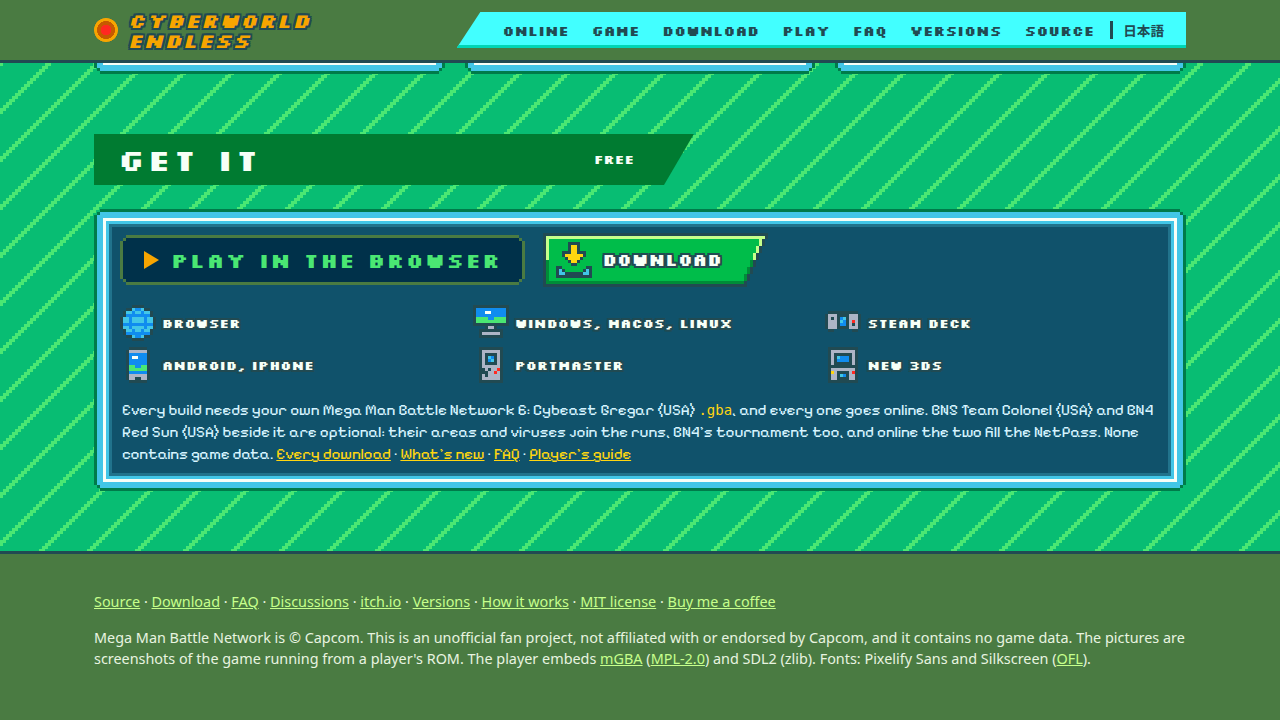 CYBERWORLD
ENDLESS
ONLINE GAME DOWNLOAD PLAY FAQ VERSIONS SOURCE 日本語
GET IT
FREE
PLAY IN THE BROWSER
DOWNLOAD
BROWSER
WINDOWS, MACOS, LINUX
STEAM DECK
ANDROID, IPHONE
PORTMASTER
NEW 3DS
Every build needs your own Mega Man Battle Network 6: Cybeast Gregar (USA) .gba, and every one goes online. BN5 Team Colonel (USA) and BN4
Red Sun (USA) beside it are optional: their areas and viruses join the runs, BN4's tournament too, and online the two fill the NetPass. None
contains game data. Every download · What's new · FAQ · Player's guide
Source · Download · FAQ · Discussions · itch.io · Versions · How it works · MIT license · Buy me a coffee
Mega Man Battle Network is © Capcom. This is an unofficial fan project, not affiliated with or endorsed by Capcom, and it contains no game data. The pictures are
screenshots of the game running from a player's ROM. The player embeds mGBA (MPL-2.0) and SDL2 (zlib). Fonts: Pixelify Sans and Silkscreen (OFL).